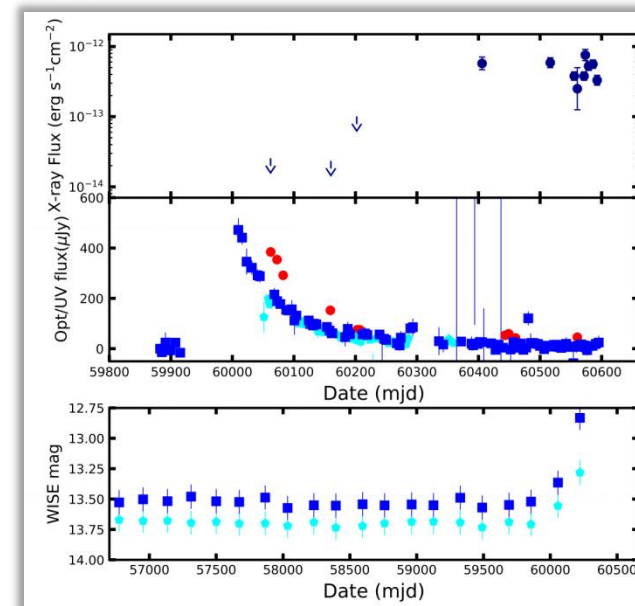 X-ray Flux (erg s⁻¹cm⁻²)
10⁻¹²
10⁻¹³
10⁻¹⁴
Opt/UV flux(μJy)
600
400
200
0
59800 59900 60000 60100 60200 60300 60400 60500 60600
Date (mjd)
WISE mag
12.75
13.00
13.25
13.50
13.75
14.00
57000 57500 58000 58500 59000 59500 60000 60500
Date (mjd)